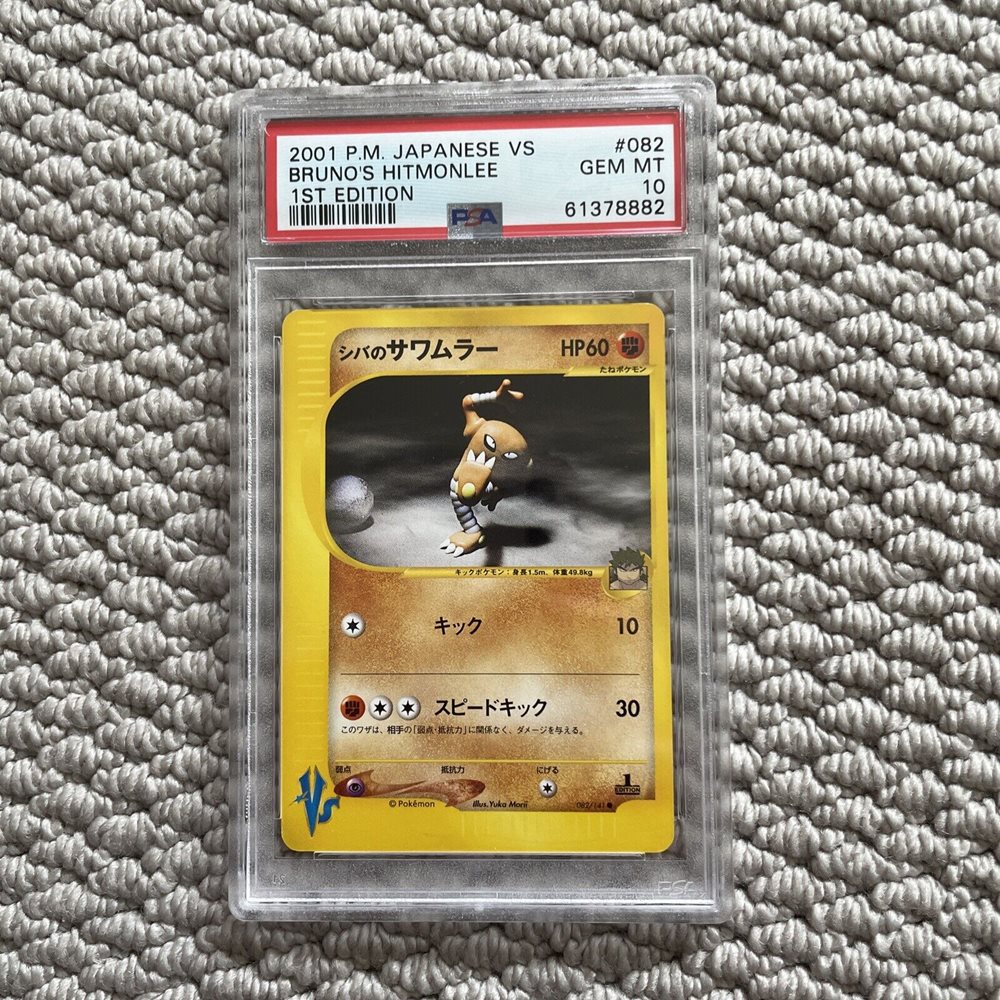 2001 P.M. JAPANESE VS #082
BRUNO'S HITMONLEE GEM MT
1ST EDITION 10
PSA 61378882
シバのサワムラー HP60
たねポケモン
キックポケモン：身長1.5m、体重49.8kg
キック 10
スピードキック 30
このワザは、相手の「弱点・抵抗力」に関係なく、ダメージを与える。
弱点 抵抗力 にげる
1
EDITION
VS
©Pokémon Illus.Yuka Morii 082/141●